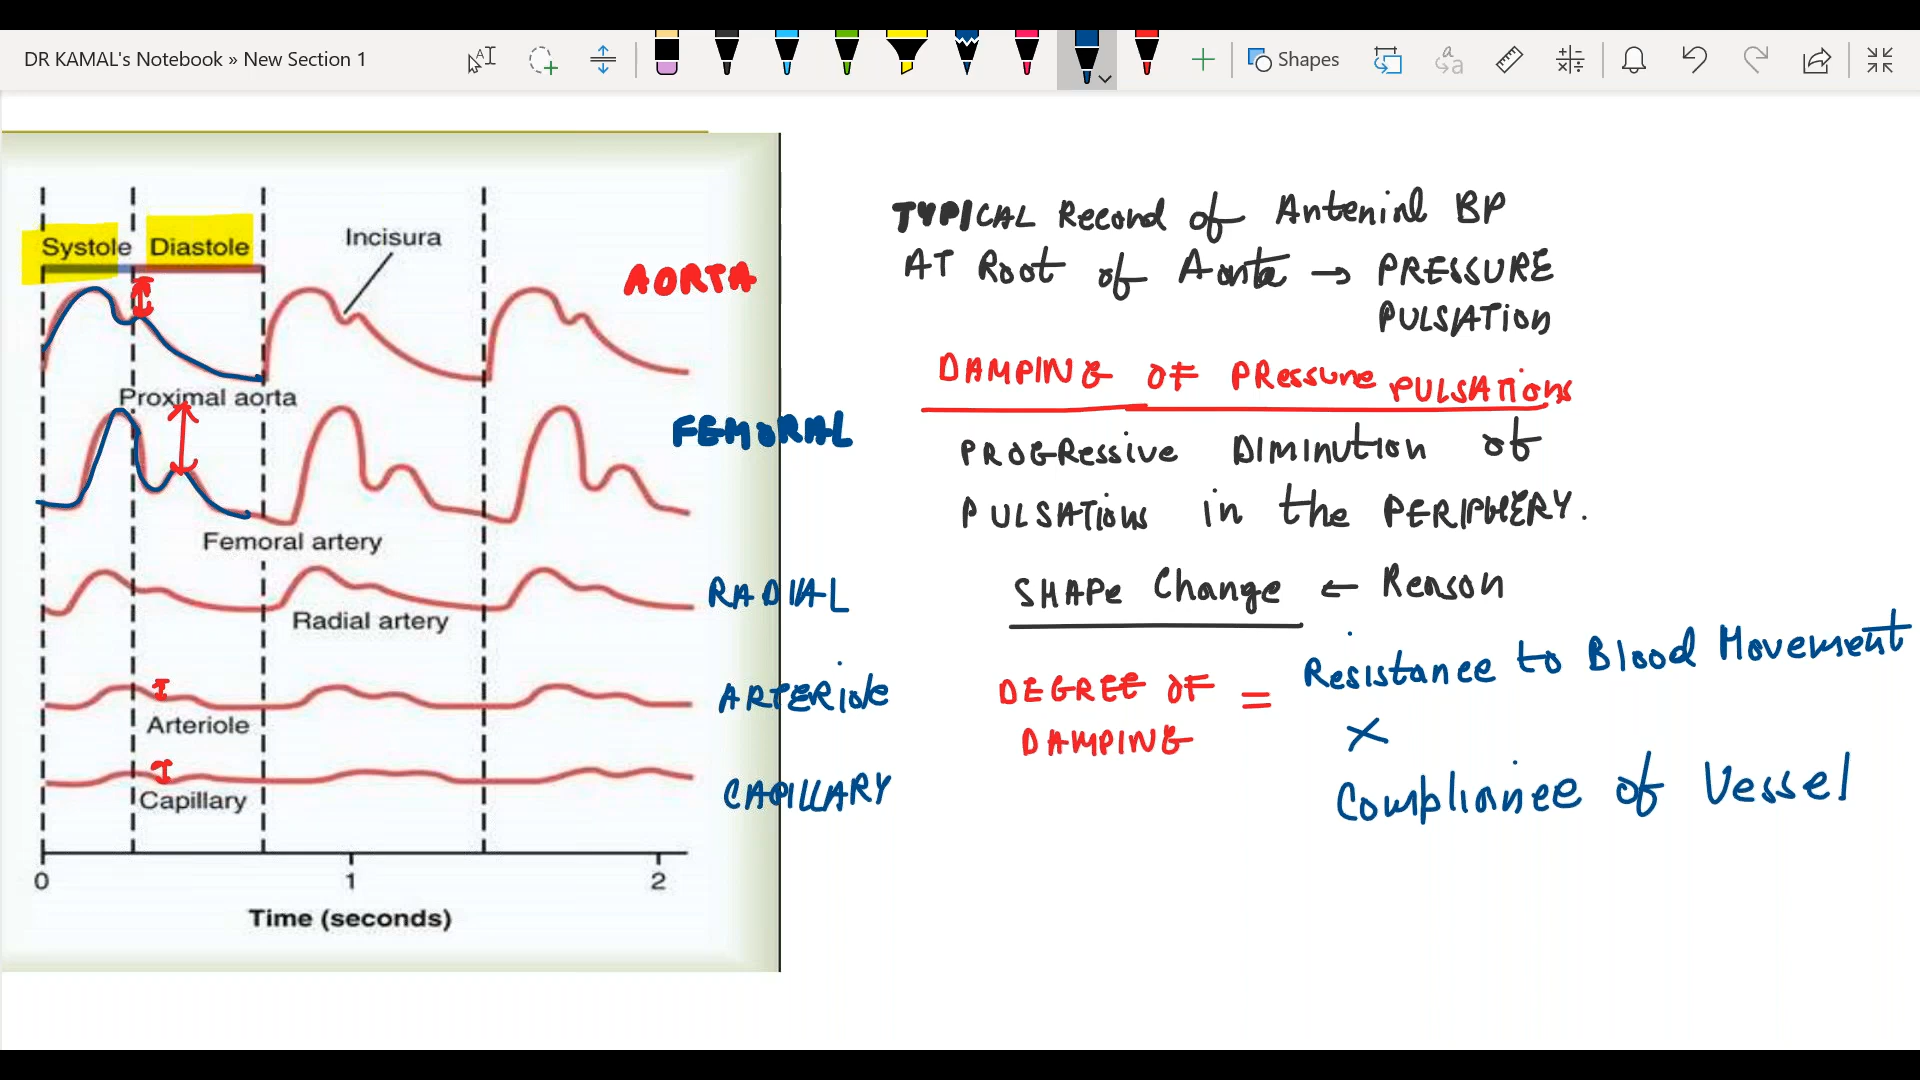 DR KAMAL's Notebook » New Section 1
Shapes
Systole Diastole
Incisura
AORTA
Proximal aorta
FEMORAL
Femoral artery
RADIAL
Radial artery
ARTERIOLE
Arteriole
CAPILLARY
Capillary
0 1 2
Time (seconds)
TYPICAL Record of Arterial BP
AT Root of Aorta → PRESSURE
PULSATION
DAMPING OF PRessure PULSATIONS
PROGRessive DIMINUTION of
PULSATIONS in the PERIPHERY.
SHAPE Change ← Reason
DEGREE OF = Resistance to Blood Movement
DAMPING ×
Compliance of Vessel